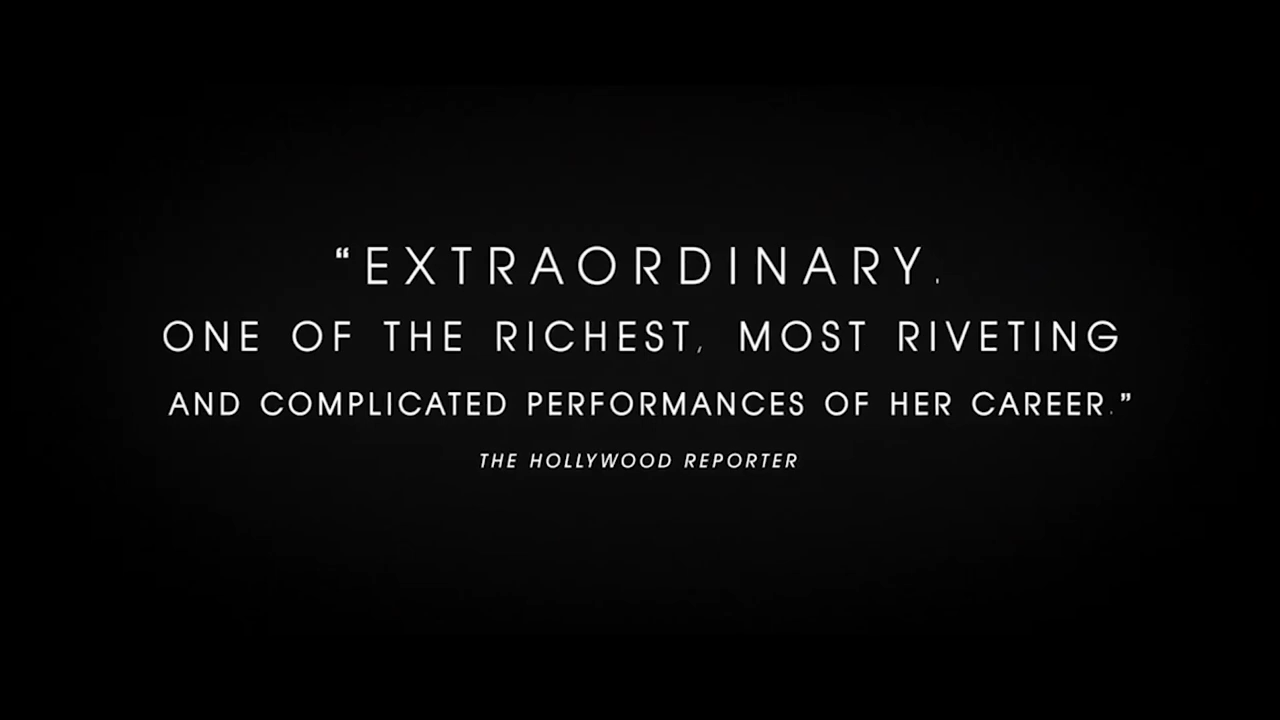 “EXTRAORDINARY.
ONE OF THE RICHEST, MOST RIVETING
AND COMPLICATED PERFORMANCES OF HER CAREER.”
THE HOLLYWOOD REPORTER